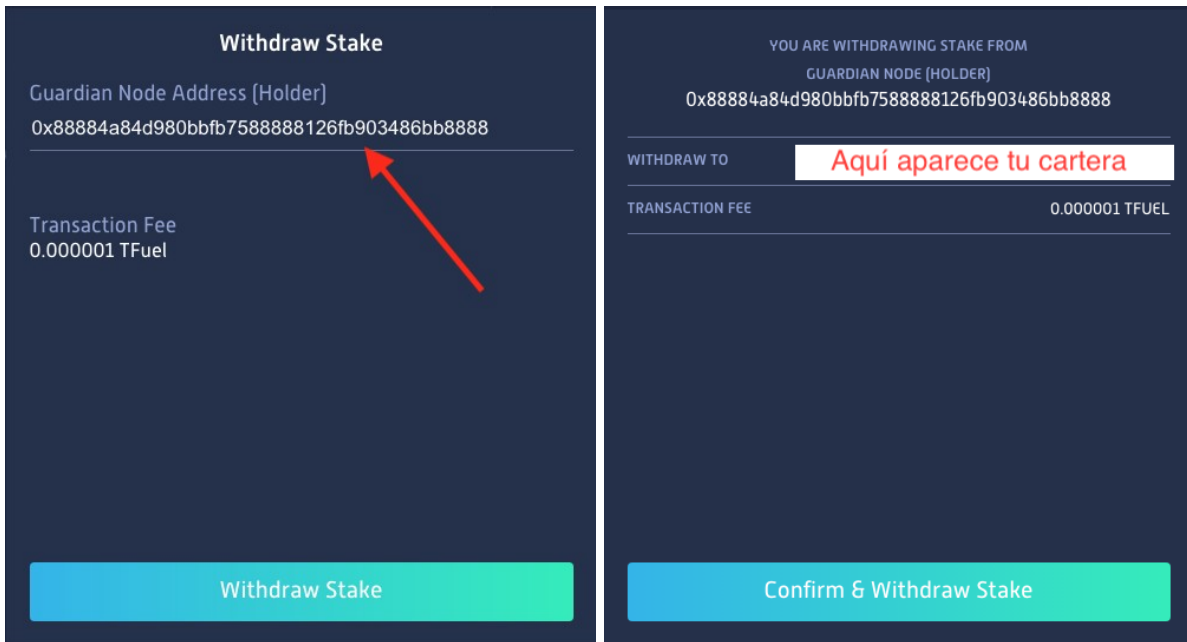 Withdraw Stake
Guardian Node Address (Holder)
0x88884a84d980bbfb7588888126fb903486bb8888
Transaction Fee
0.000001 TFuel
Withdraw Stake
YOU ARE WITHDRAWING STAKE FROM
GUARDIAN NODE (HOLDER)
0x88884a84d980bbfb7588888126fb903486bb8888
WITHDRAW TO Aquí aparece tu cartera
TRANSACTION FEE 0.000001 TFUEL
Confirm & Withdraw Stake